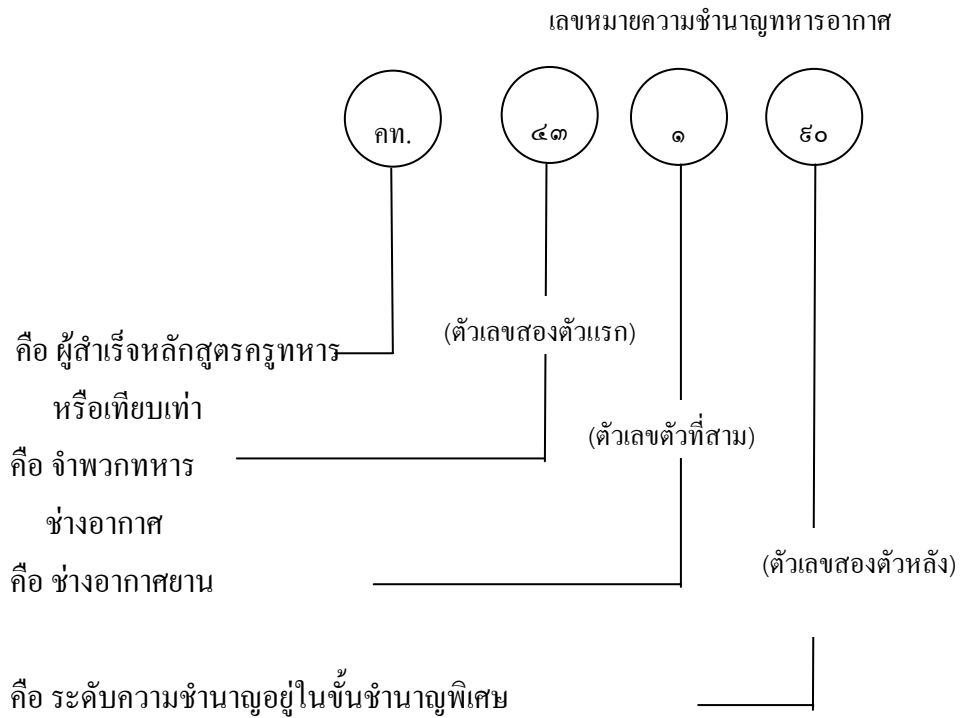 เลขหมายความชำนาญทหารอากาศ
คท. ๔๓ ๑ ๙๐
(ตัวเลขสองตัวแรก)
คือ ผู้สำเร็จหลักสูตรครูทหาร
หรือเทียบเท่า
(ตัวเลขตัวที่สาม)
คือ จำพวกทหาร
ช่างอากาศ
(ตัวเลขสองตัวหลัง)
คือ ช่างอากาศยาน
คือ ระดับความชำนาญอยู่ในขั้นชำนาญพิเศษ